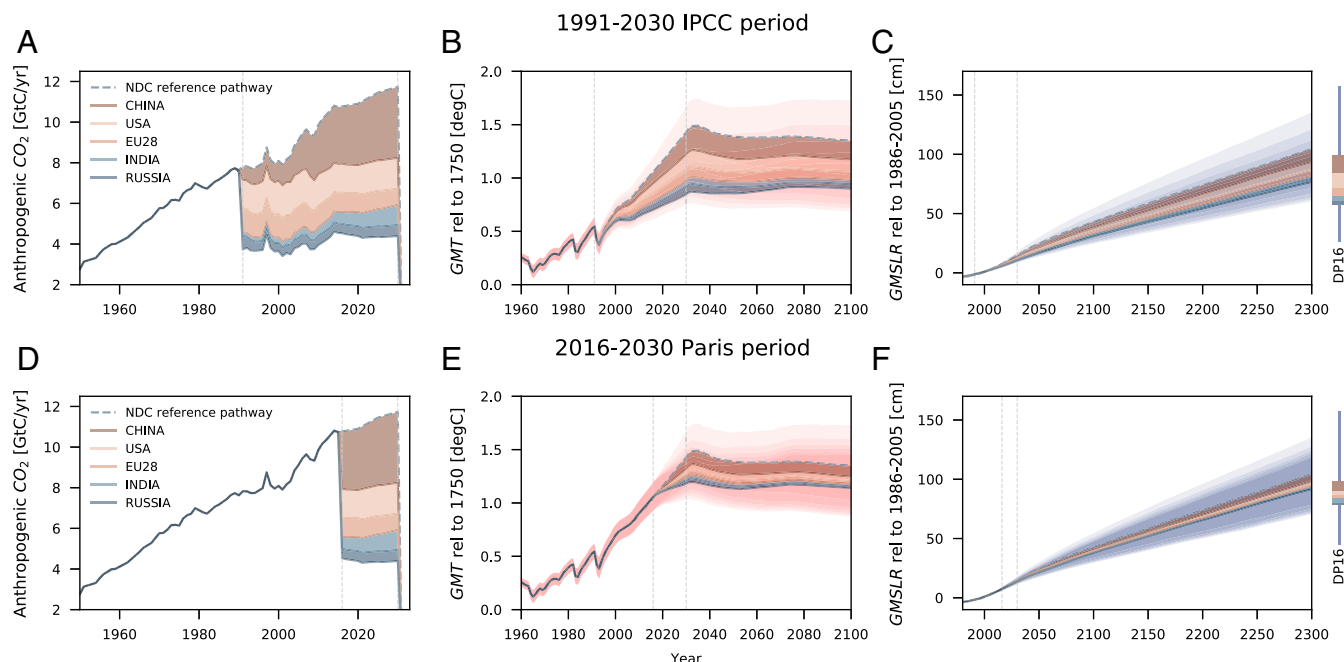 1991-2030 IPCC period
A
Anthropogenic CO2 [GtC/yr]
12
10
8
6
4
2
NDC reference pathway
CHINA
USA
EU28
INDIA
RUSSIA
1960 1980 2000 2020
B
GMT rel to 1750 [degC]
2.0
1.5
1.0
0.5
0.0
1960 1980 2000 2020 2040 2060 2080 2100
C
GMSLR rel to 1986-2005 [cm]
150
100
50
0
2000 2050 2100 2150 2200 2250 2300
DP16
2016-2030 Paris period
D
Anthropogenic CO2 [GtC/yr]
12
10
8
6
4
2
NDC reference pathway
CHINA
USA
EU28
INDIA
RUSSIA
1960 1980 2000 2020
E
GMT rel to 1750 [degC]
2.0
1.5
1.0
0.5
0.0
1960 1980 2000 2020 2040 2060 2080 2100
Year
F
GMSLR rel to 1986-2005 [cm]
150
100
50
0
2000 2050 2100 2150 2200 2250 2300
DP16